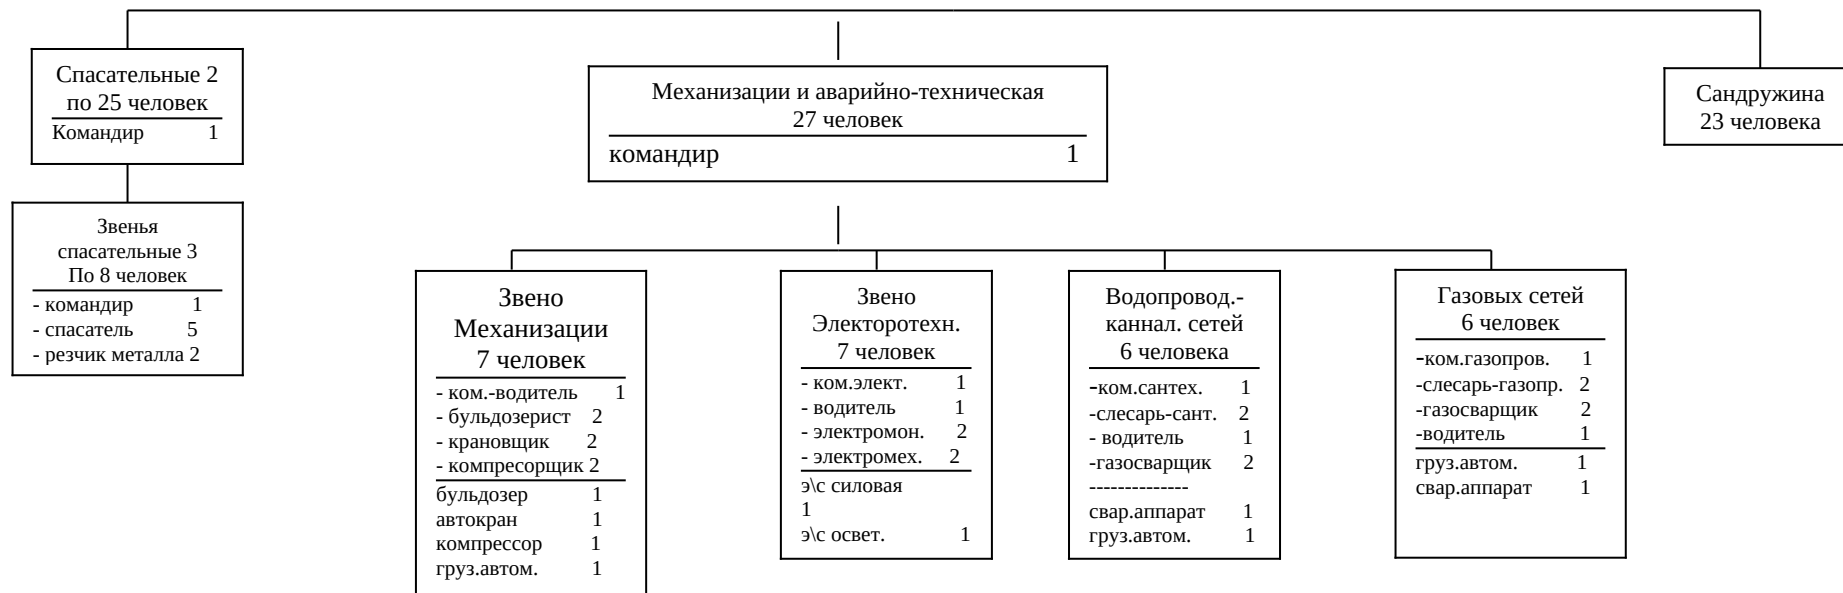 Спасательные 2
по 25 человек
Командир 1
Механизации и аварийно-техническая
27 человек
командир 1
Сандружина
23 человека
Звенья
спасательные 3
По 8 человек
- командир 1
- спасатель 5
- резчик металла 2
Звено
Механизации
7 человек
- ком.-водитель 1
- бульдозерист 2
- крановщик 2
- компресорщик 2
бульдозер 1
автокран 1
компрессор 1
груз.автом. 1
Звено
Электоротехн.
7 человек
- ком.элект. 1
- водитель 1
- электромон. 2
- электромех. 2
э\с силовая
1
э\с освет. 1
Водопровод.-
каннал. сетей
6 человека
-ком.сантех. 1
-слесарь-сант. 2
- водитель 1
-газосварщик 2
--------------
свар.аппарат 1
груз.автом. 1
Газовых сетей
6 человек
-ком.газопров. 1
-слесарь-газопр. 2
-газосварщик 2
-водитель 1
груз.автом. 1
свар.аппарат 1